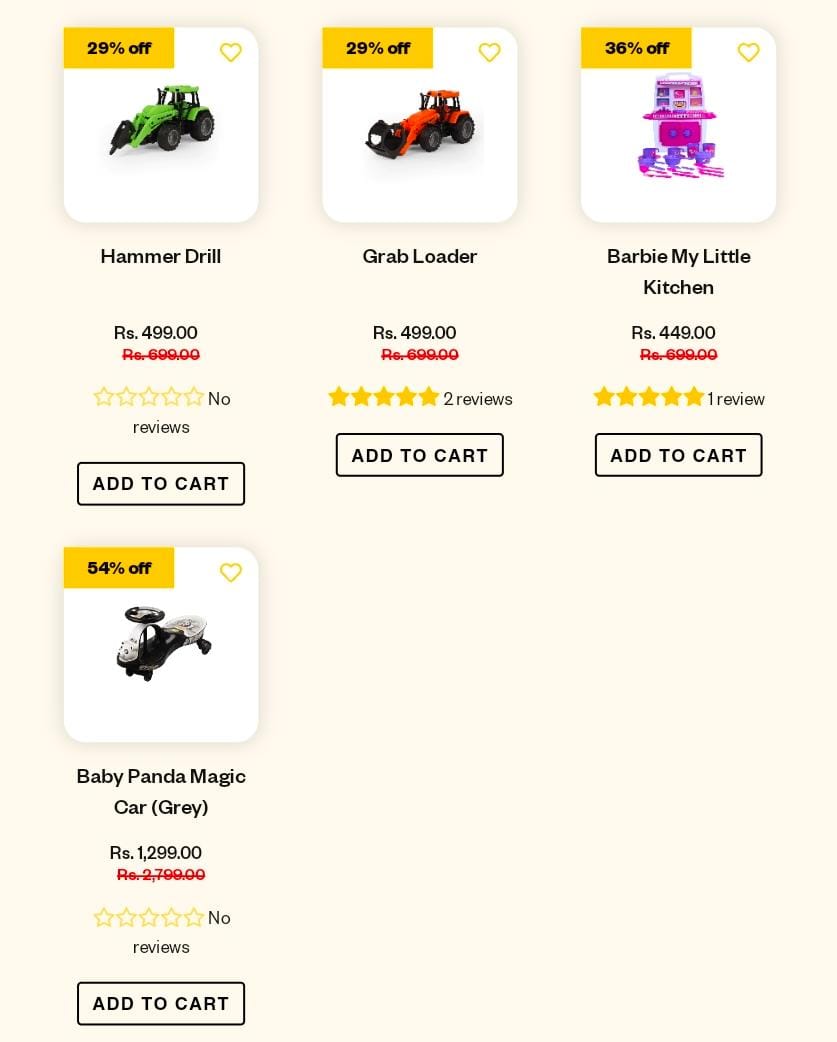 29% off
29% off
36% off
Hammer Drill
Grab Loader
Barbie My Little
Kitchen
Rs. 499.00
Rs. 699.00
Rs. 499.00
Rs. 699.00
Rs. 449.00
Rs. 699.00
No
reviews
2 reviews
1 review
ADD TO CART
ADD TO CART
ADD TO CART
54% off
Baby Panda Magic
Car (Grey)
Rs. 1,299.00
Rs. 2,799.00
No
reviews
ADD TO CART